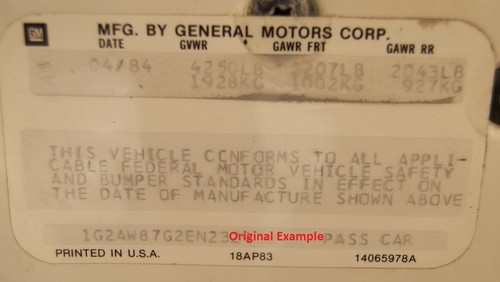 GM MFG. BY GENERAL MOTORS CORP.
DATE GVWR GAWR FRT GAWR RR
04/84 4250LB 2207LB 2043LB
1928KG 1002KG 927KG
THIS VEHICLE CONFORMS TO ALL APPLI-
CABLE FEDERAL MOTOR VEHICLE SAFETY
AND BUMPER STANDARDS IN EFFECT ON
THE DATE OF MANUFACTURE SHOWN ABOVE
1G2AW87G2EN23 Original Example PASS CAR
PRINTED IN U.S.A. 18AP83 14065978A